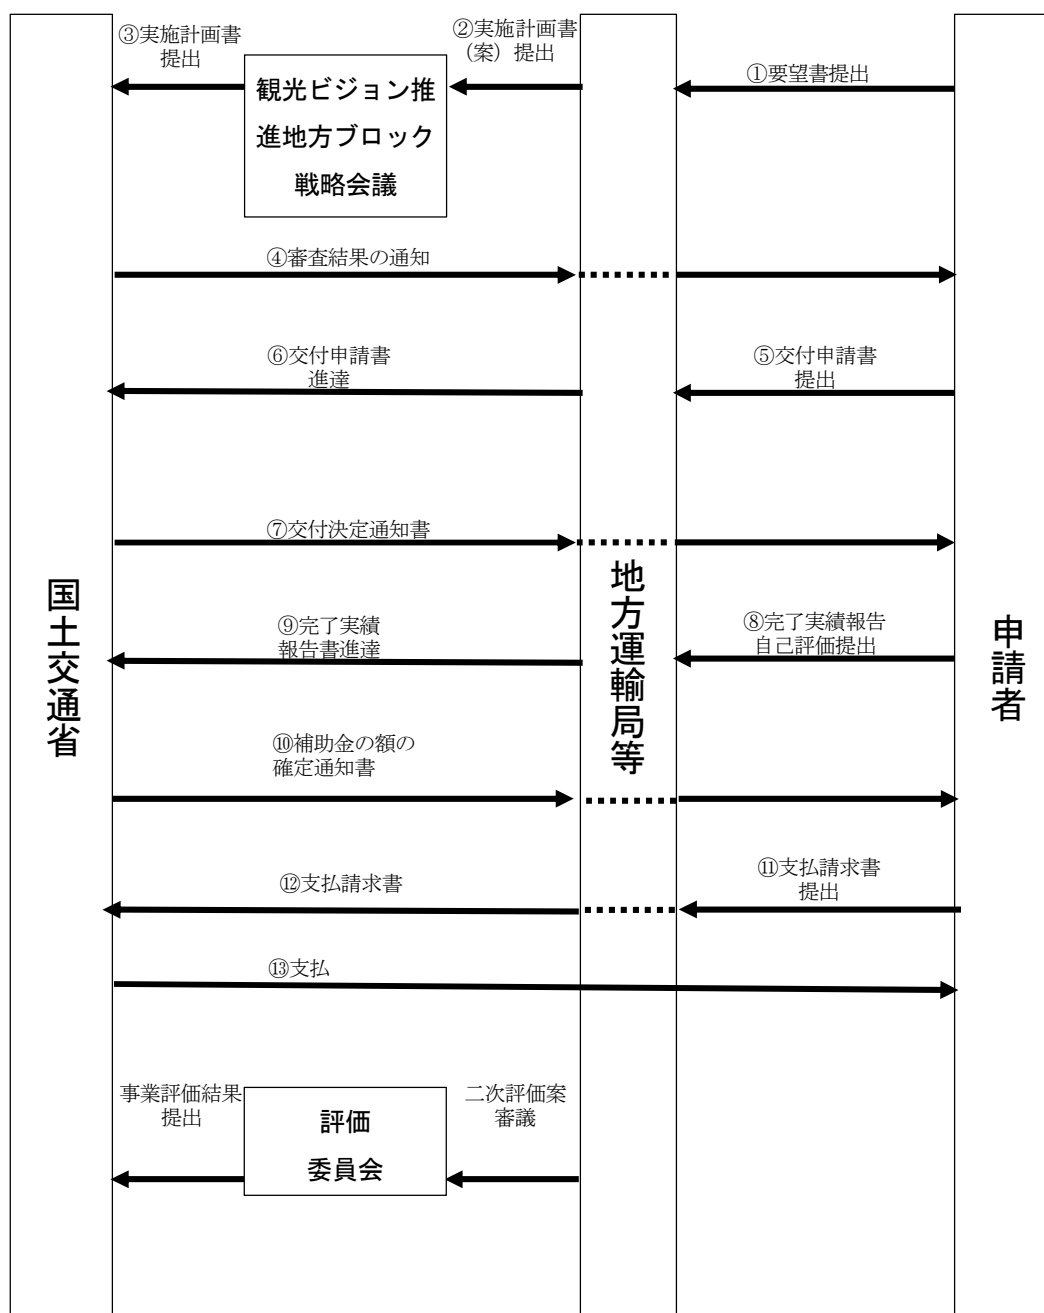 ③実施計画書
提出
②実施計画書
（案）提出
①要望書提出
観光ビジョン推
進地方ブロック
戦略会議
④審査結果の通知
⑥交付申請書
進達
⑤交付申請書
提出
⑦交付決定通知書
国土交通省
地方運輸局等
申請者
⑨完了実績
報告書進達
⑧完了実績報告
自己評価提出
⑩補助金の額の
確定通知書
⑫支払請求書
⑪支払請求書
提出
⑬支払
事業評価結果
提出
評価
委員会
二次評価案
審議